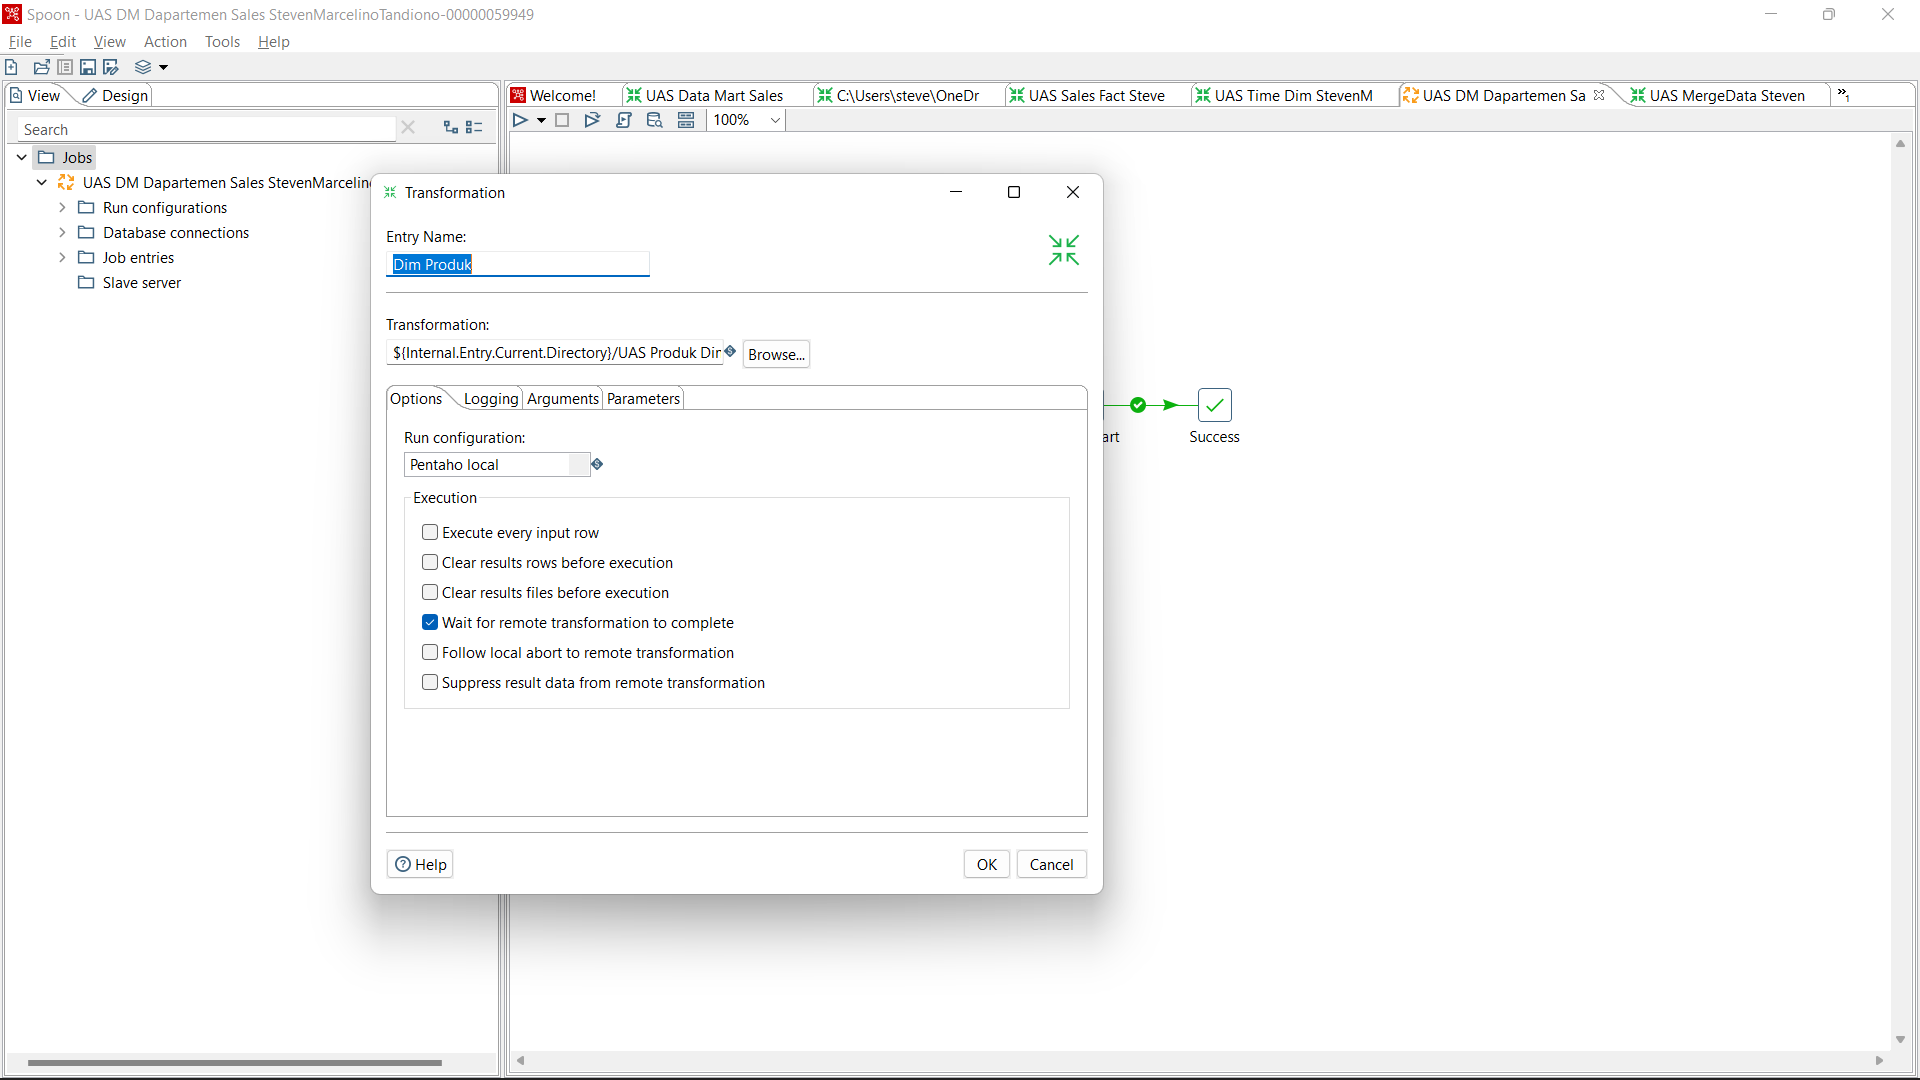 Spoon - UAS DM Dapartemen Sales StevenMarcelinoTandiono-00000059949
File Edit View Action Tools Help
View Design
Welcome! UAS Data Mart Sales C:\Users\steve\OneDr UAS Sales Fact Steve UAS Time Dim StevenM UAS DM Dapartemen Sa UAS MergeData Steven »1
Search
100%
Jobs
UAS DM Dapartemen Sales StevenMarcelin
Run configurations
Database connections
Job entries
Slave server
Transformation
Entry Name:
Dim Produk
Transformation:
${Internal.Entry.Current.Directory}/UAS Produk Dir
Browse...
Options Logging Arguments Parameters
Run configuration:
Pentaho local
Execution
Execute every input row
Clear results rows before execution
Clear results files before execution
Wait for remote transformation to complete
Follow local abort to remote transformation
Suppress result data from remote transformation
Help OK Cancel
art Success